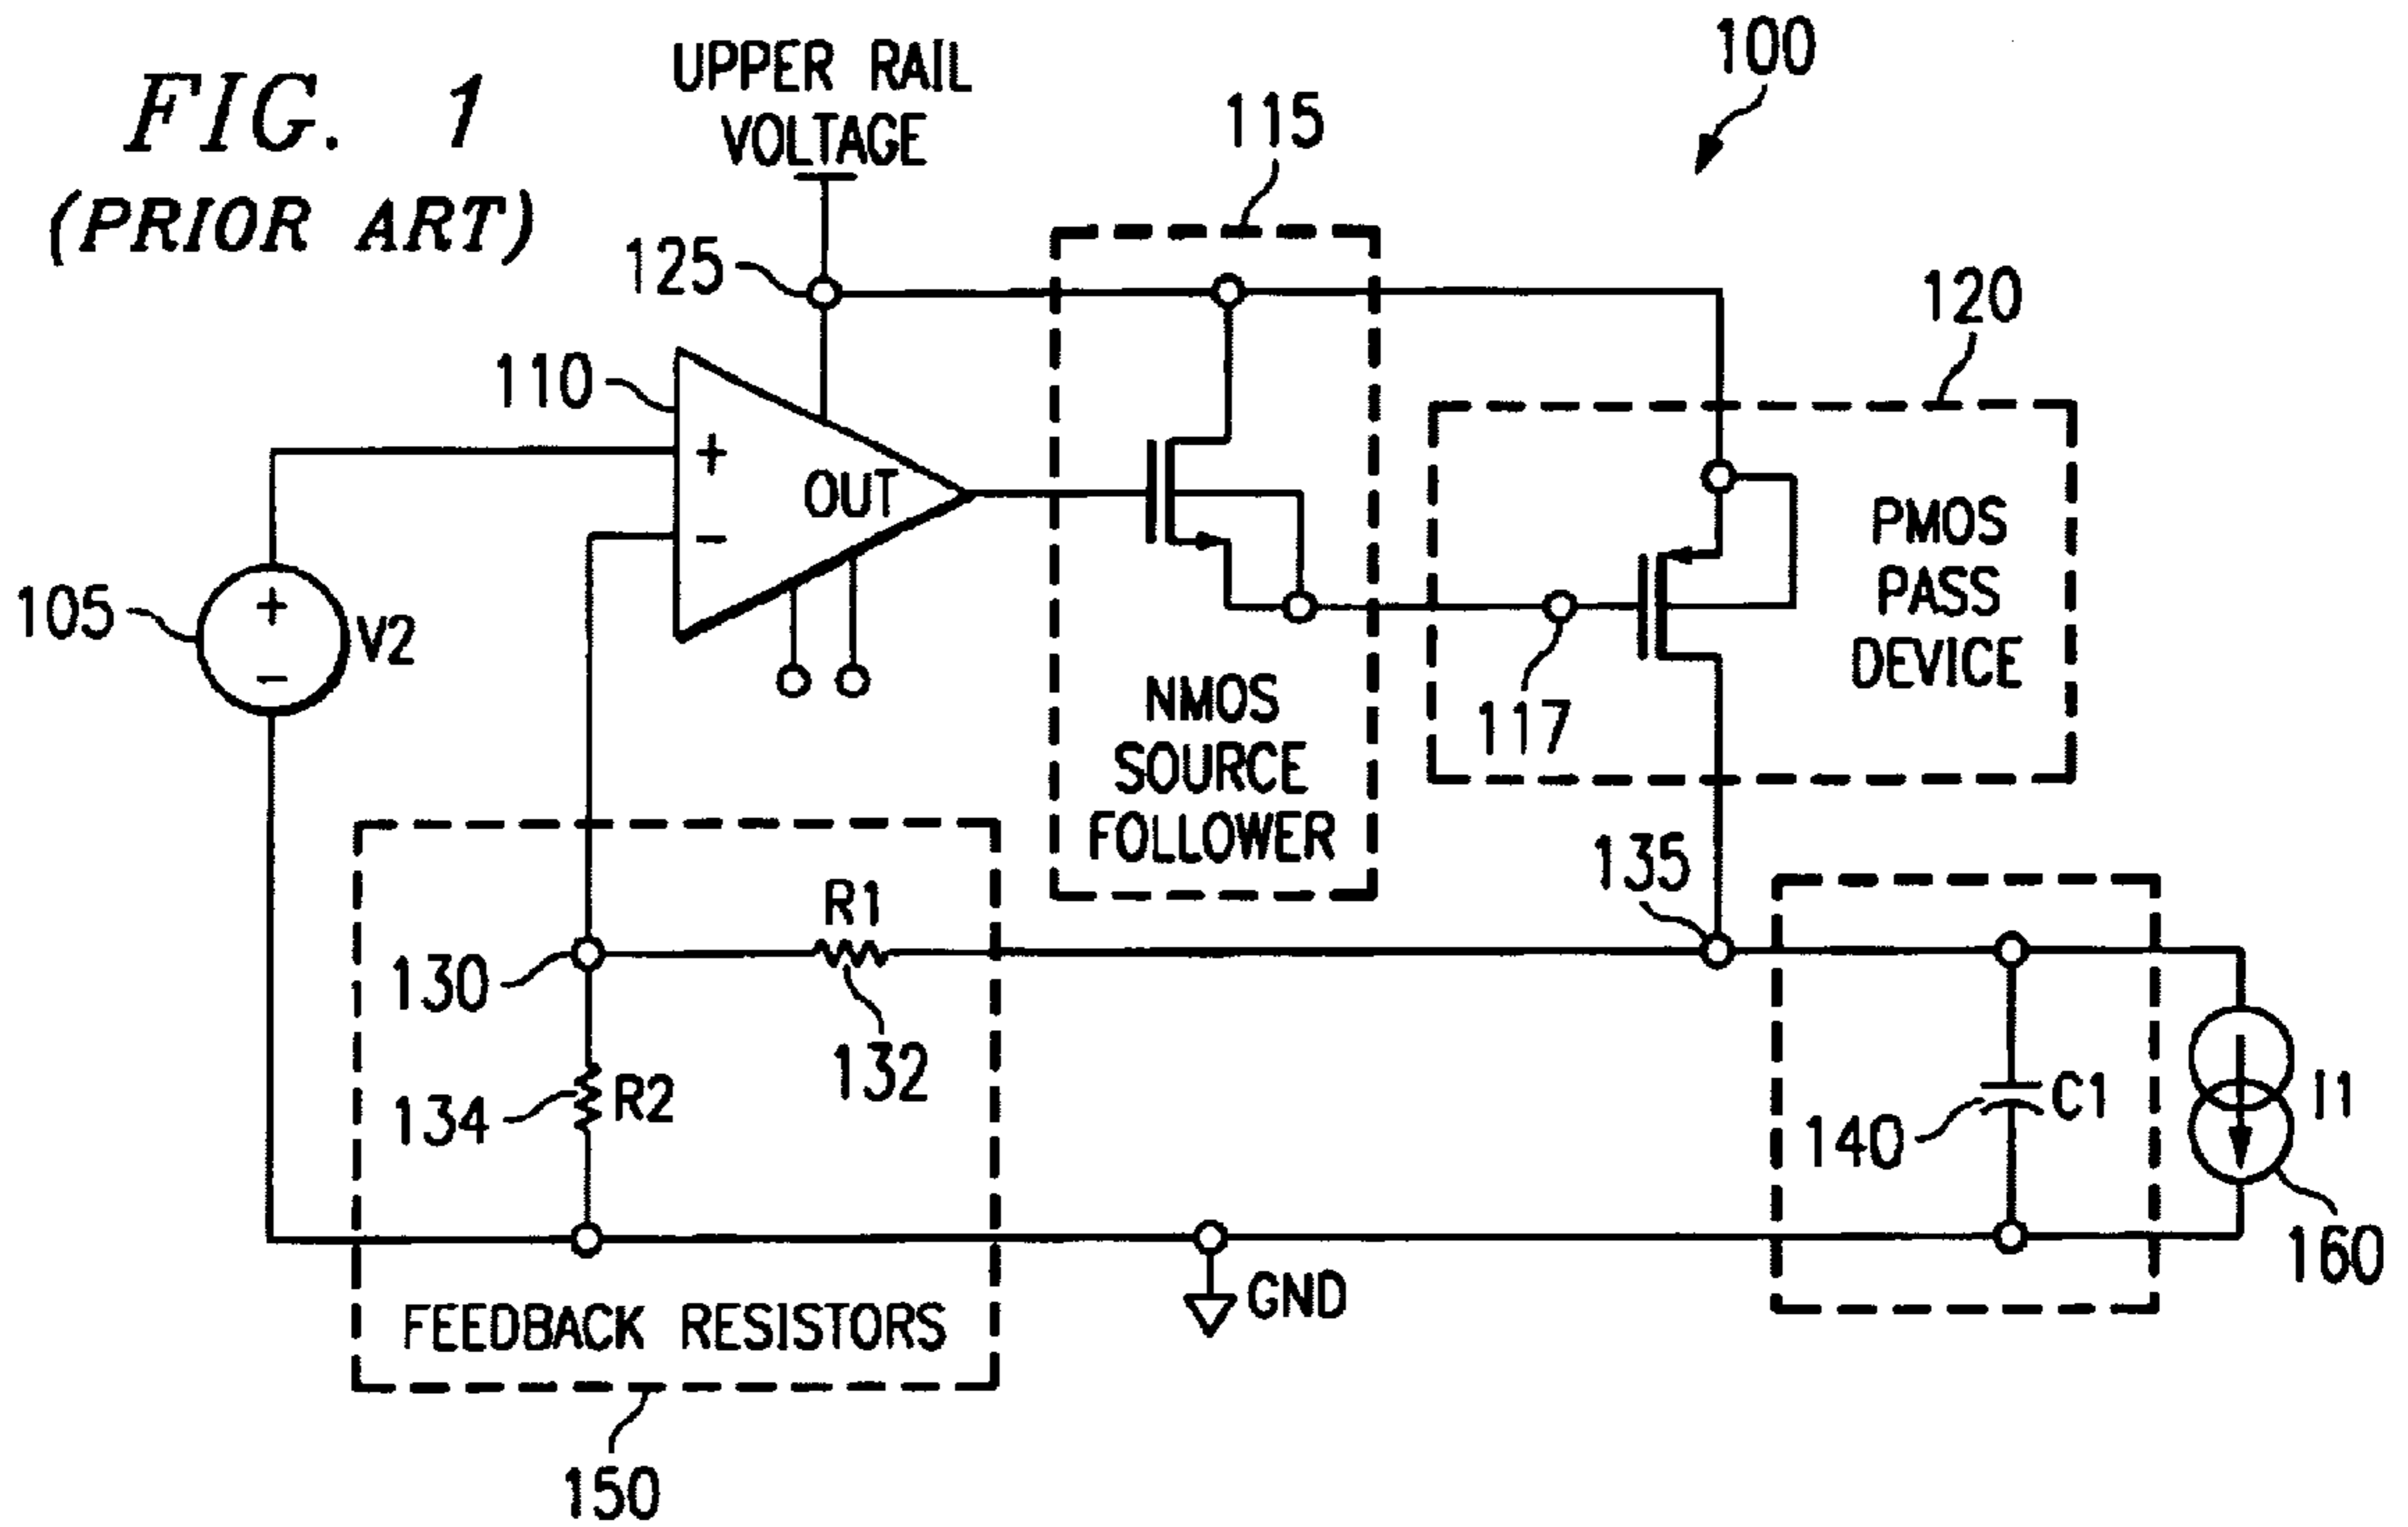 FIG. 1
(PRIOR ART)
UPPER RAIL
VOLTAGE
100
115
125
120
110
+
-
OUT
105
+
-
V2
PMOS
PASS
DEVICE
117
NMOS
SOURCE
FOLLOWER
135
R1
130
132
134
R2
C1
140
I1
160
GND
FEEDBACK RESISTORS
150